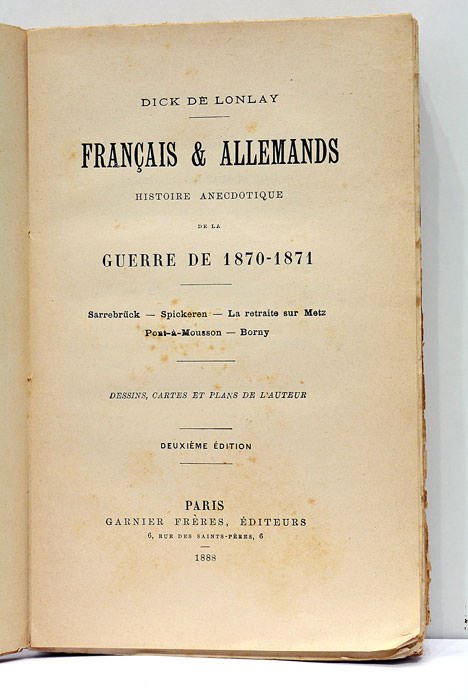 DICK DE LONLAY
FRANÇAIS & ALLEMANDS
HISTOIRE ANECDOTIQUE
DE LA
GUERRE DE 1870-1871
Sarrebrück — Spickeren — La retraite sur Metz
Pont-à-Mousson — Borny
DESSINS, CARTES ET PLANS DE L'AUTEUR
DEUXIÈME ÉDITION
PARIS
GARNIER FRÈRES, ÉDITEURS
6, RUE DES SAINTS-PÈRES, 6
1888